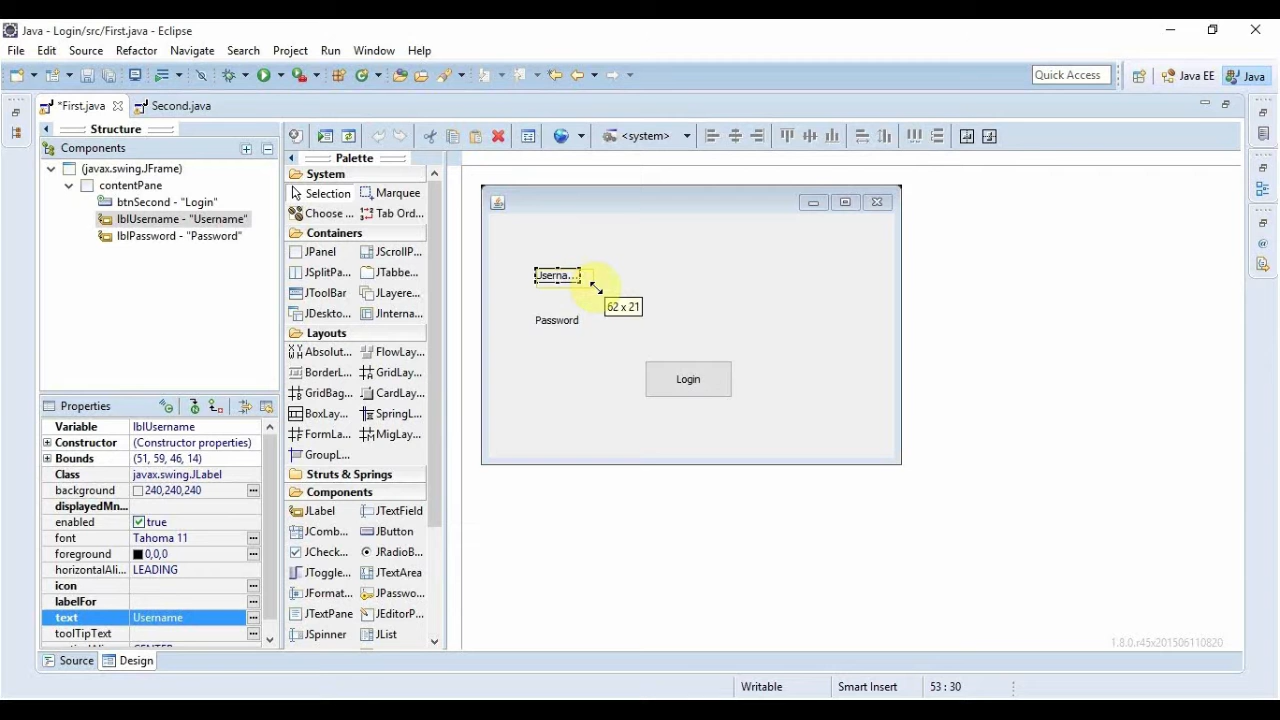 Java - Login/src/First.java - Eclipse
File Edit Source Refactor Navigate Search Project Run Window Help
<system>
Quick Access
Java EE
Java
*First.java
Second.java
Structure
Components
(javax.swing.JFrame)
contentPane
btnSecond - "Login"
lblUsername - "Username"
lblPassword - "Password"
Properties
Variable lblUsername
Constructor (Constructor properties)
Bounds (51, 59, 46, 14)
Class javax.swing.JLabel
background 240,240,240
displayedMn...
enabled true
font Tahoma 11
foreground 0,0,0
horizontalAli... LEADING
icon
labelFor
text Username
toolTipText
Source Design
Palette
System
Selection Marquee
Choose ... Tab Ord...
Containers
JPanel JScrollP...
JSplitPa... JTabbe...
JToolBar JLayere...
JDeskto... JInterna...
Layouts
Absolut... FlowLay...
BorderL... GridLay...
GridBag... CardLay...
BoxLay... SpringL...
FormLa... MigLay...
GroupL...
Struts & Springs
Components
JLabel JTextField
JComb... JButton
JCheck... JRadioB...
JToggle... JTextArea
JFormat... JPasswo...
JTextPane JEditorP...
JSpinner JList
Userna...
62 x 21
Password
Login
1.8.0.r45x201506110820
Writable Smart Insert 53 : 30